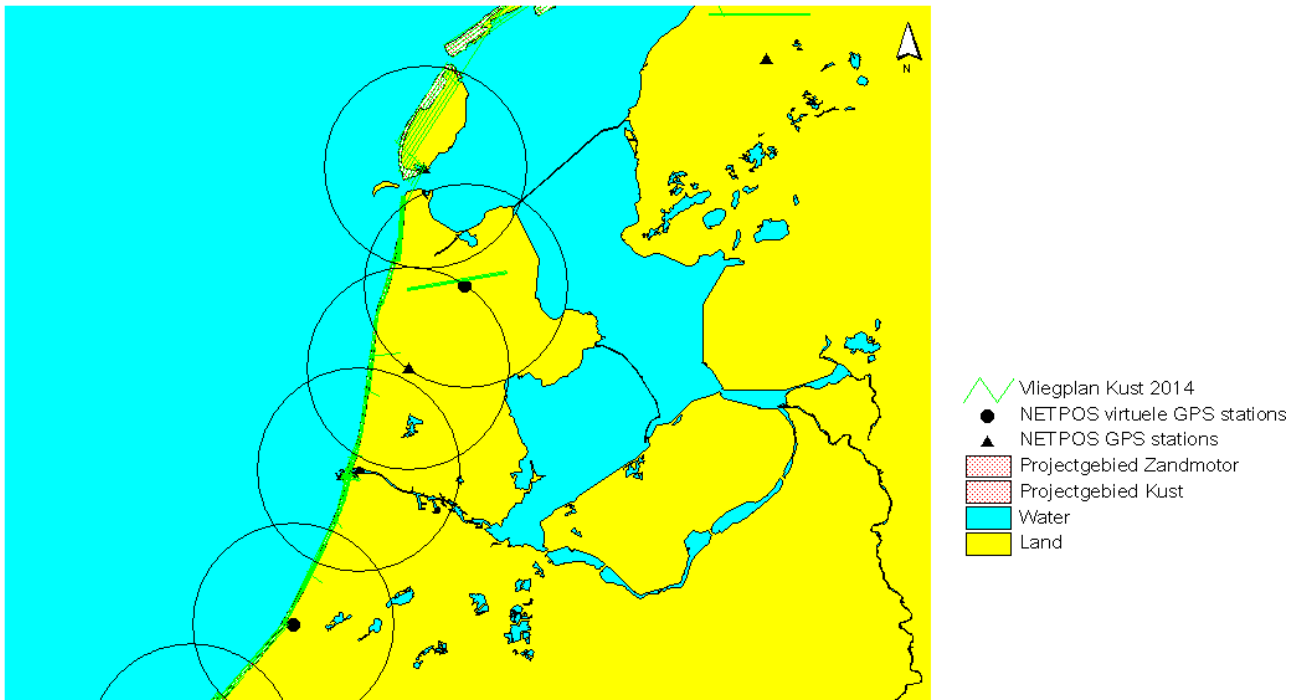 N
Vliegplan Kust 2014
NETPOS virtuele GPS stations
NETPOS GPS stations
Projectgebied Zandmotor
Projectgebied Kust
Water
Land